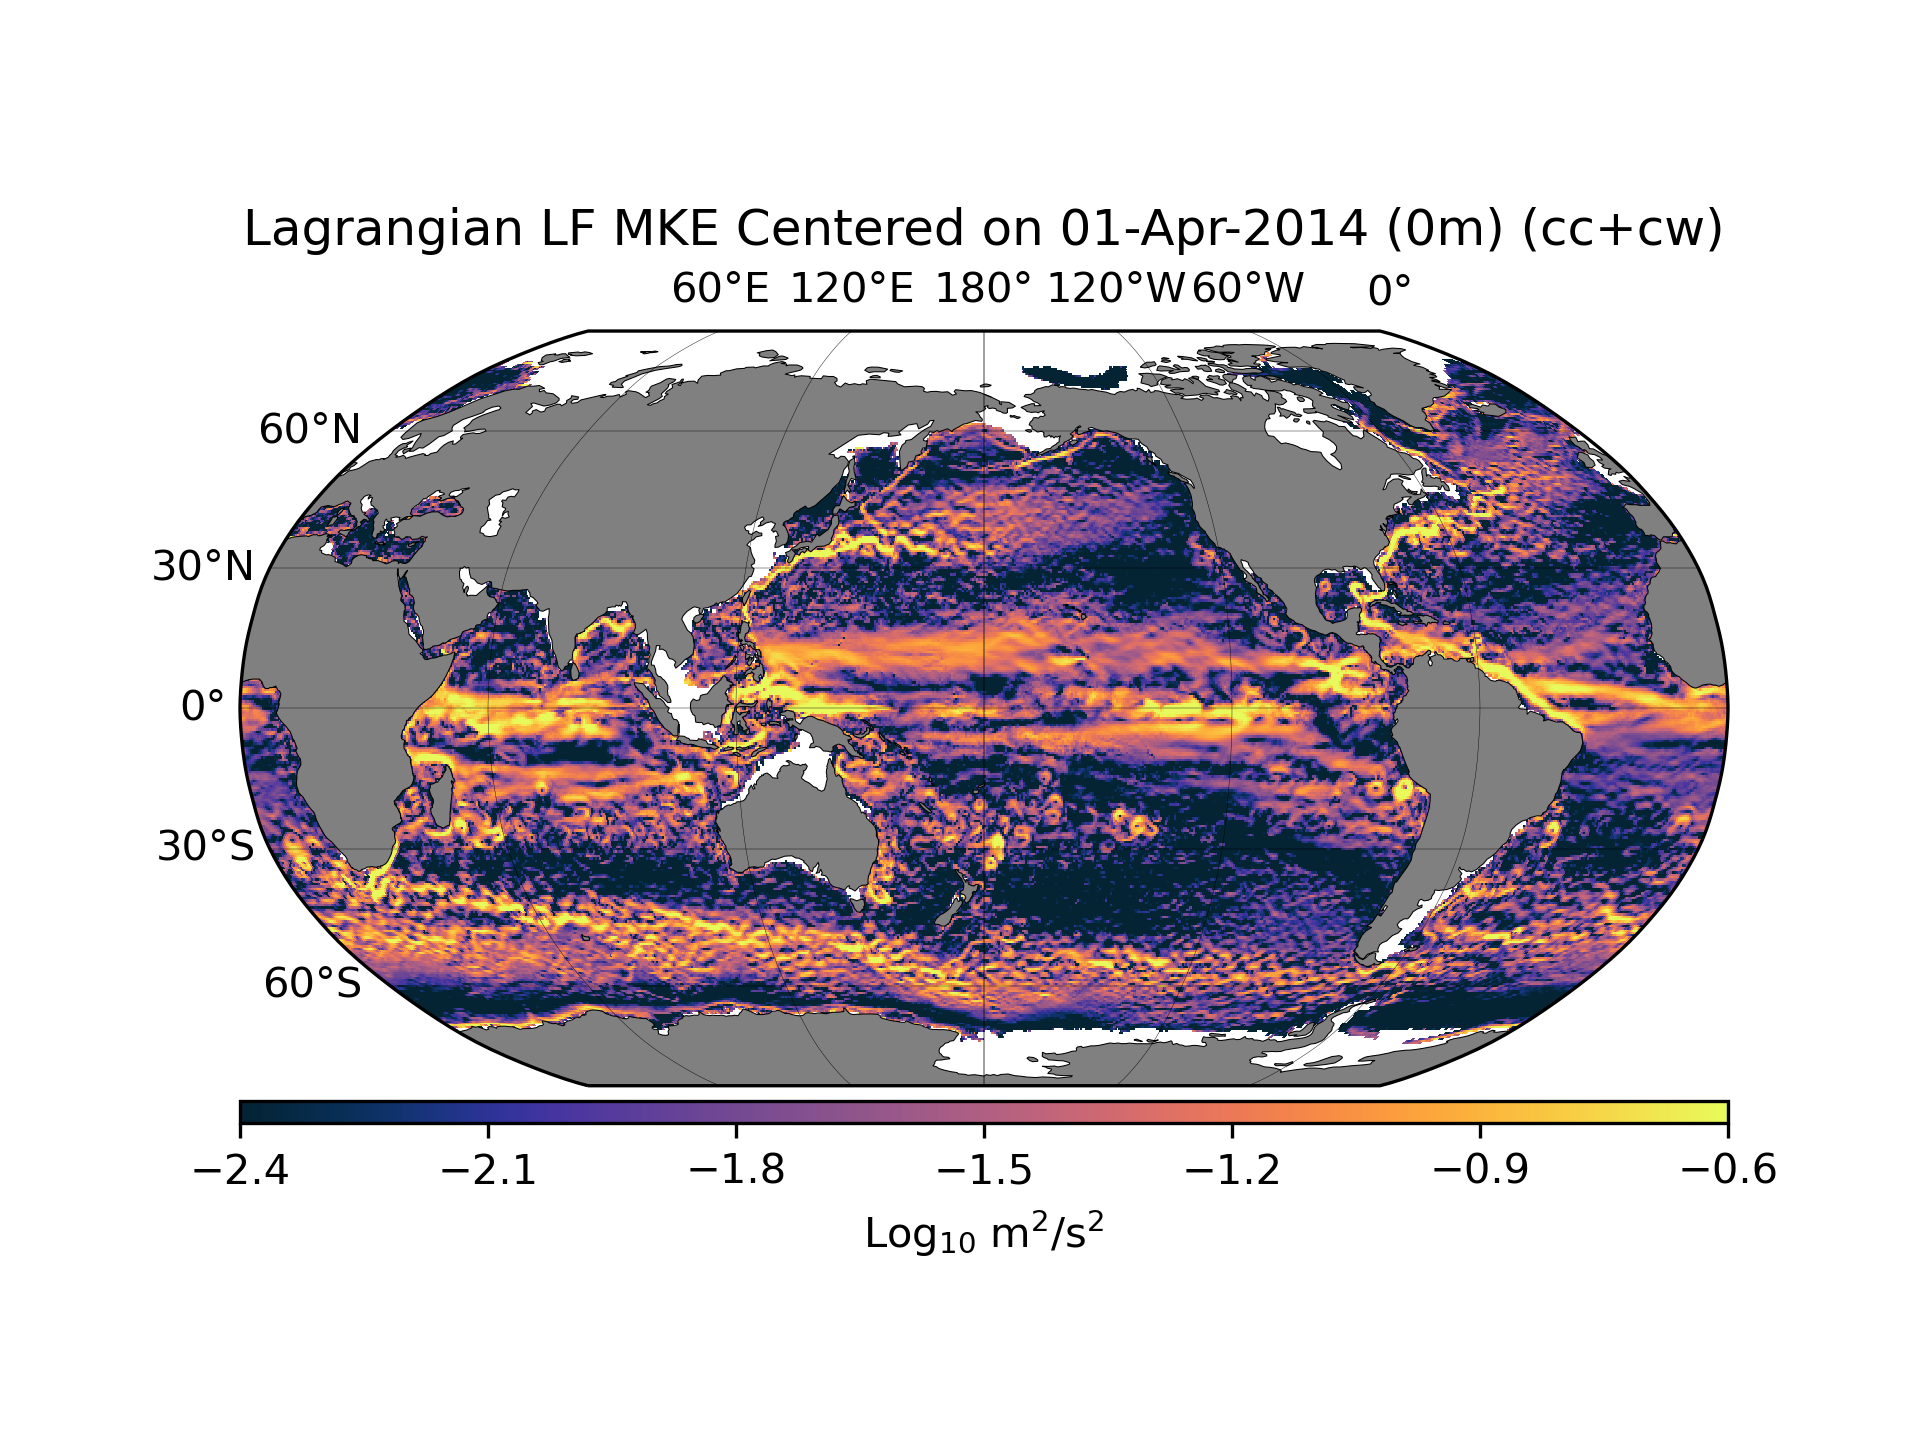 Lagrangian LF MKE Centered on 01-Apr-2014 (0m) (cc+cw)
60°E 120°E 180° 120°W 60°W 0°
60°N
30°N
0°
30°S
60°S
−2.4 −2.1 −1.8 −1.5 −1.2 −0.9 −0.6
Log₁₀ m²/s²